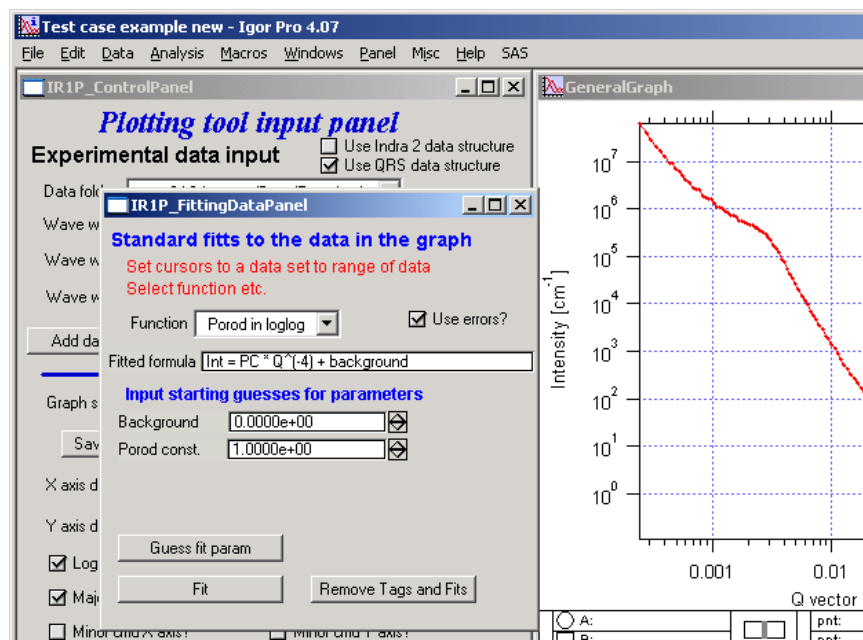 Test case example new - Igor Pro 4.07
File Edit Data Analysis Macros Windows Panel Misc Help SAS
IR1P_ControlPanel
Plotting tool input panel
Experimental data input
Use Indra 2 data structure
Use QRS data structure
Data fol
Wave w
Wave w
Wave w
Add da
Graph s
Sav
X axis d
Y axis d
Log
Maj
IR1P_FittingDataPanel
Standard fitts to the data in the graph
Set cursors to a data set to range of data
Select function etc.
Function Porod in loglog
Use errors?
Fitted formula Int = PC * Q^(-4) + background
Input starting guesses for parameters
Background 0.0000e+00
Porod const. 1.0000e+00
Guess fit param
Fit
Remove Tags and Fits
GeneralGraph
Intensity [cm-1]
10^7
10^6
10^5
10^4
10^3
10^2
10^1
10^0
0.001 0.01
Q vector
A: pnt: